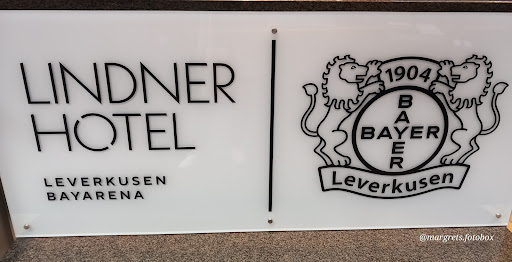 LINDNER
HOTEL
LEVERKUSEN
BAYARENA
1904
BAYER
BAYER
Leverkusen
@margrets.fotobox